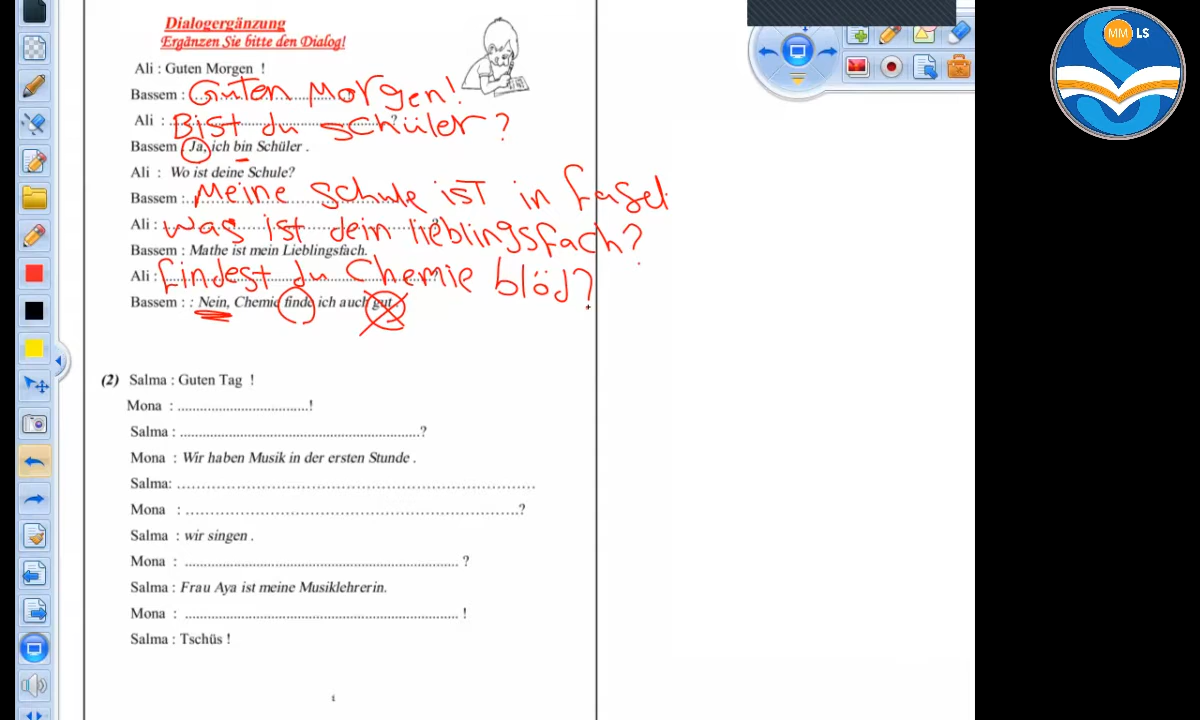 MM LS
Dialogergänzung
Ergänzen Sie bitte den Dialog!
Ali : Guten Morgen !
Bassem : Guten Morgen!
Ali : Bist du schüler? ?
Bassem : Ja, ich bin Schüler .
Ali : Wo ist deine Schule?
Bassem : Meine schule ist in
Ali : was ist dein lieblingsfach?
Bassem : Mathe ist mein Lieblingsfach.
Ali : findest du Chemie blöd?
Bassem : : Nein, Chemie finde ich auch gut.
(2) Salma : Guten Tag !
Mona : ...................................!
Salma : ................................................................?
Mona : Wir haben Musik in der ersten Stunde .
Salma: ................................................................
Mona : ................................................................?
Salma : wir singen .
Mona : ................................................................ ?
Salma : Frau Aya ist meine Musiklehrerin.
Mona : ................................................................ !
Salma : Tschüs !